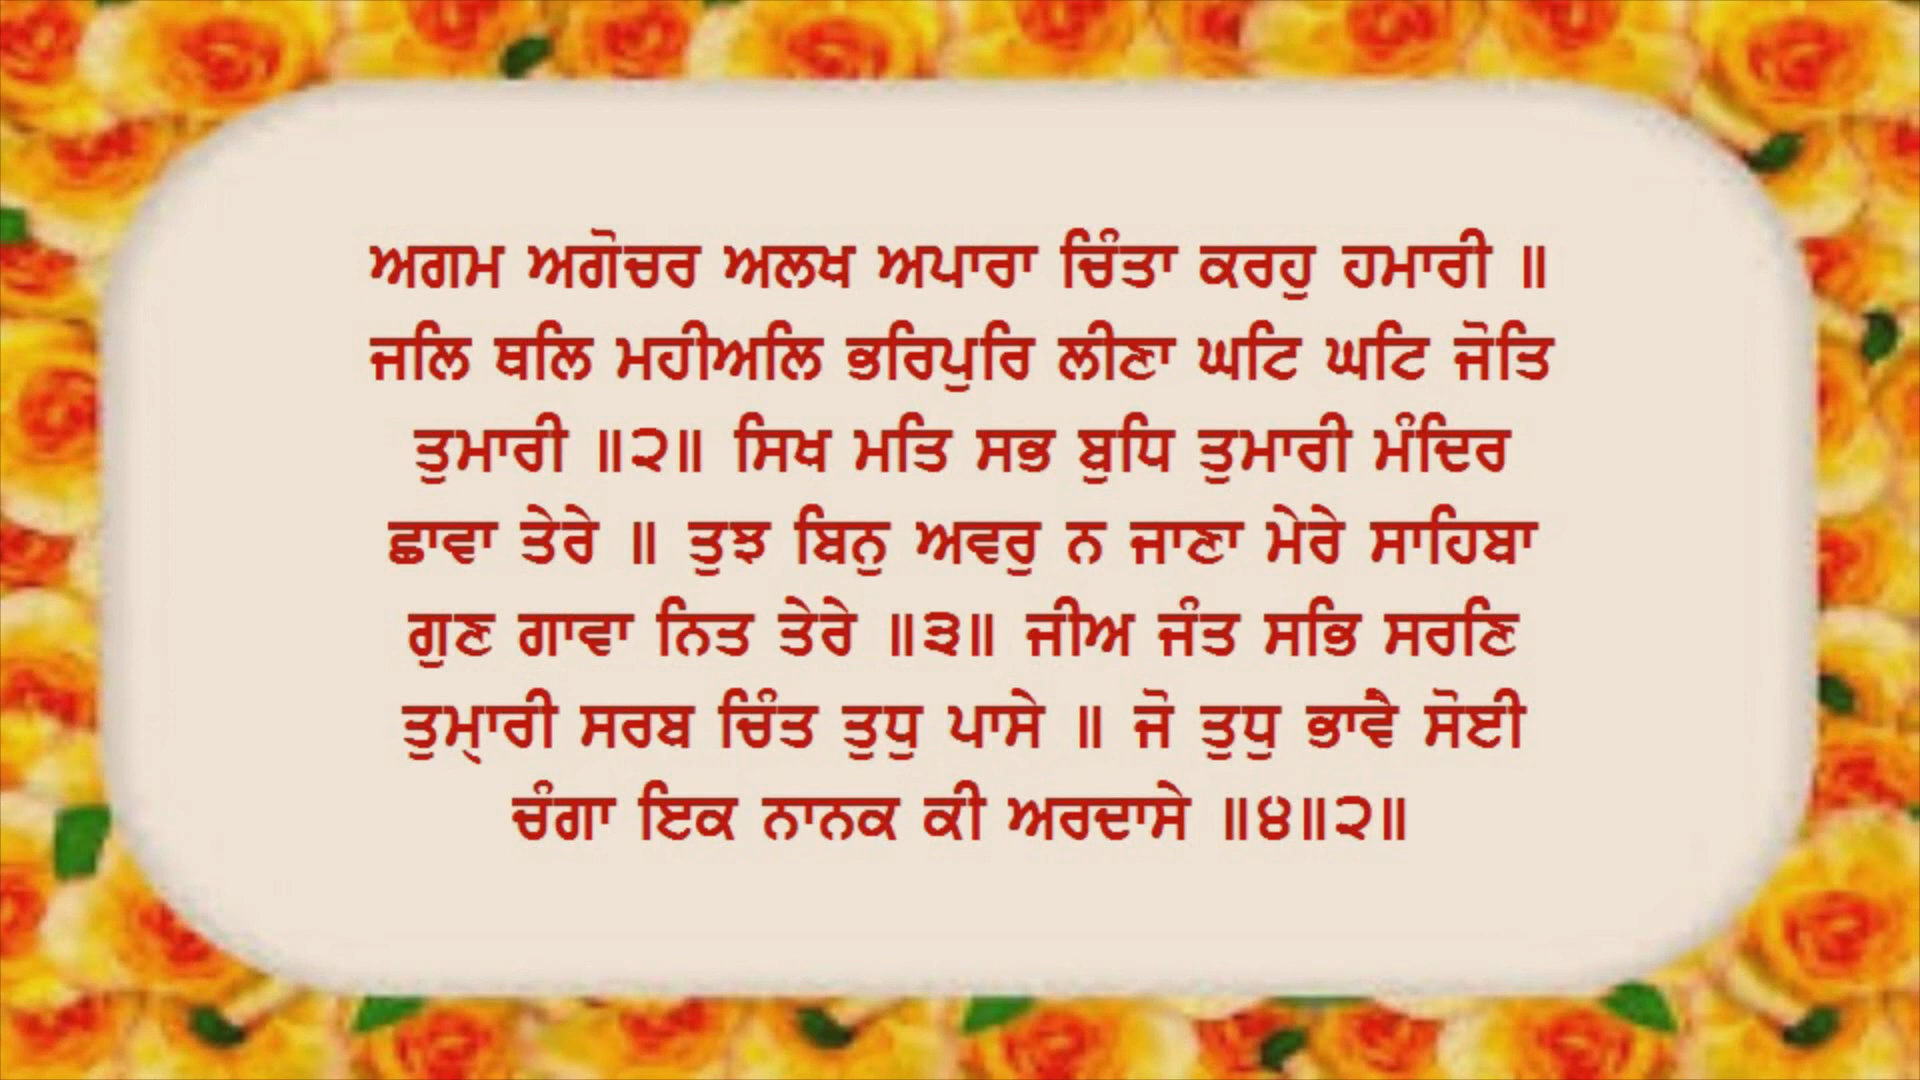 ਅਗਮ ਅਗੋਚਰ ਅਲਖ ਅਪਾਰਾ ਚਿੰਤਾ ਕਰਹੁ ਹਮਾਰੀ ॥
ਜਲਿ ਥਲਿ ਮਹੀਅਲਿ ਭਰਿਪੁਰਿ ਲੀਣਾ ਘਟਿ ਘਟਿ ਜੋਤਿ
ਤੁਮਾਰੀ ॥੨॥ ਸਿਖ ਮਤਿ ਸਭ ਬੁਧਿ ਤੁਮਾਰੀ ਮੰਦਿਰ
ਛਾਵਾ ਤੇਰੇ ॥ ਤੁਝ ਬਿਨੁ ਅਵਰੁ ਨ ਜਾਣਾ ਮੇਰੇ ਸਾਹਿਬਾ
ਗੁਣ ਗਾਵਾ ਨਿਤ ਤੇਰੇ ॥੩॥ ਜੀਅ ਜੰਤ ਸਭਿ ਸਰਣਿ
ਤੁਮ੍ਹਾਰੀ ਸਰਬ ਚਿੰਤ ਤੁਧੁ ਪਾਸੇ ॥ ਜੋ ਤੁਧੁ ਭਾਵੈ ਸੋਈ
ਚੰਗਾ ਇਕ ਨਾਨਕ ਕੀ ਅਰਦਾਸੇ ॥੪॥੨॥